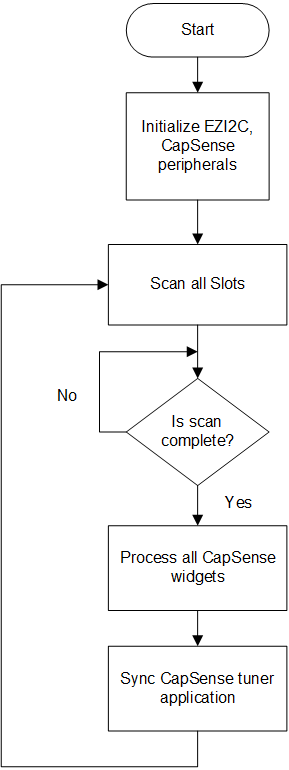 Start
Initialize EZI2C,
CapSense
peripherals
Scan all Slots
Is scan
complete?
No
Yes
Process all CapSense
widgets
Sync CapSense tuner
application